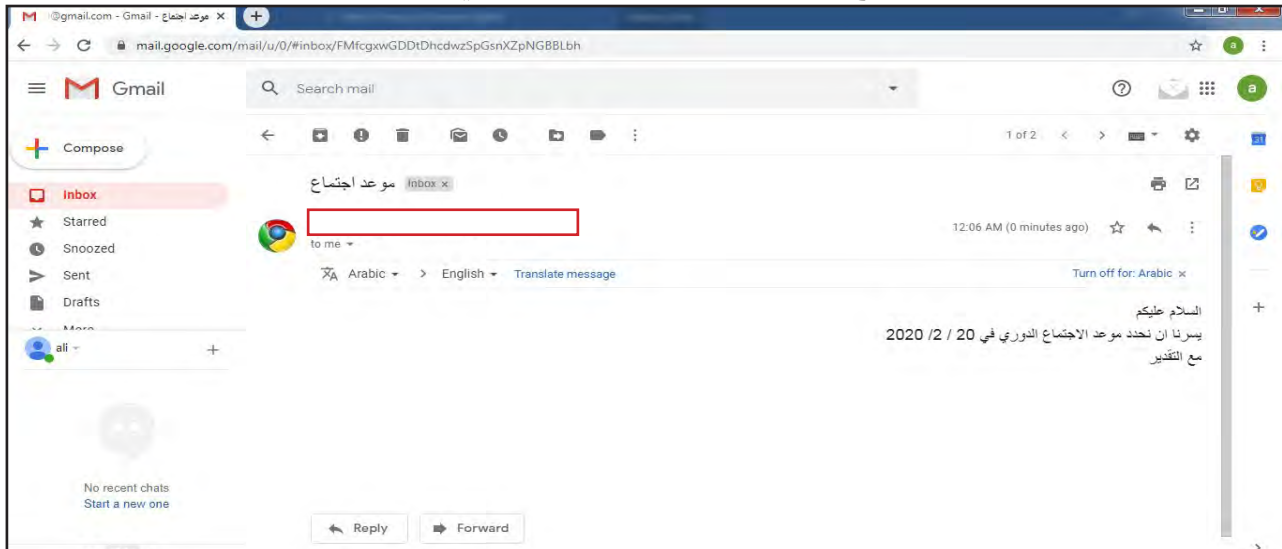 موعد اجتماع - @gmail.com - Gmail
mail.google.com/mail/u/0/#inbox/FMfcgxwGDDtDhcdwzSpGsnXZpNGBBLbh
Gmail
Search mail
a
Compose
1 of 2
31
موعد اجتماع Inbox x
Inbox
Starred
12:06 AM (0 minutes ago)
to me
Snoozed
Sent
Arabic > English Translate message
Turn off for: Arabic x
Drafts
More
السلام عليكم
يسرنا ان نحدد موعد الاجتماع الدوري في 20 / 2/ 2020
مع التقدير
ali
No recent chats
Start a new one
Reply
Forward